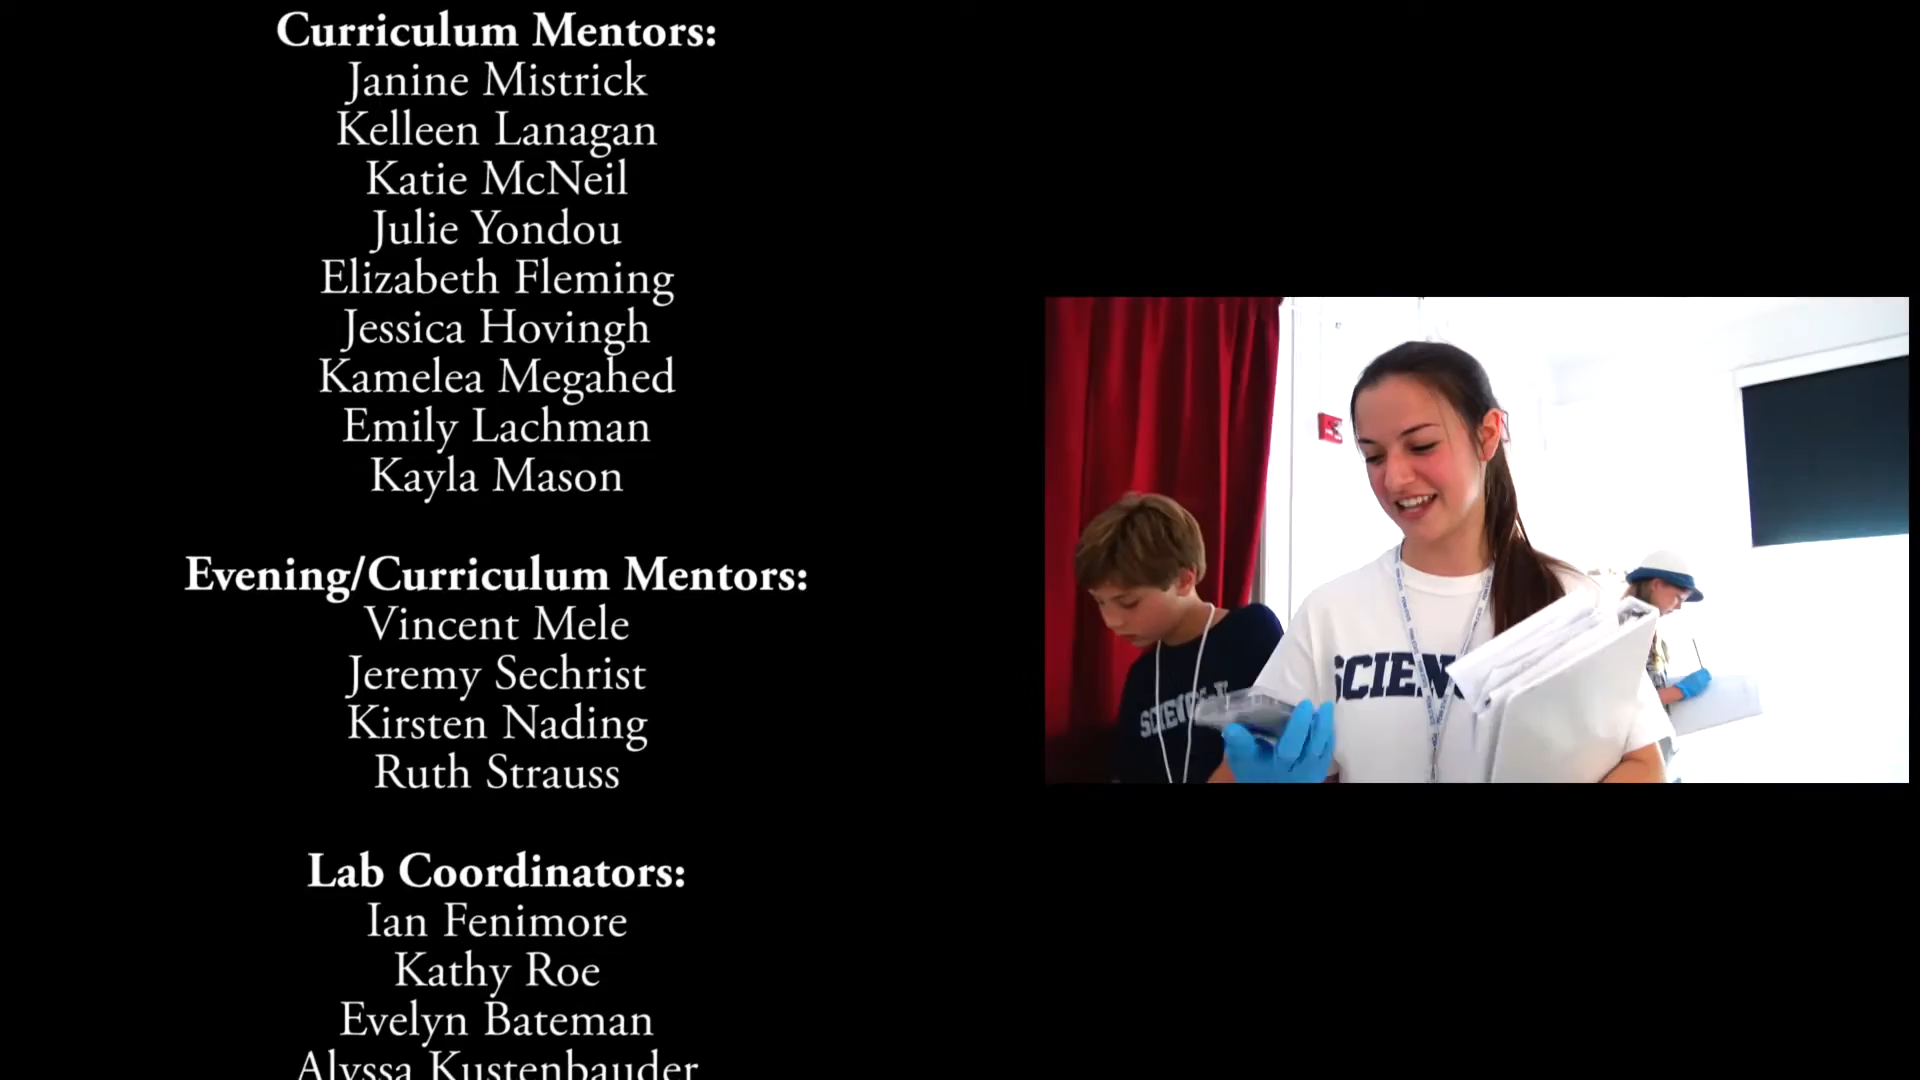 Curriculum Mentors:
Janine Mistrick
Kelleen Lanagan
Katie McNeil
Julie Yondou
Elizabeth Fleming
Jessica Hovingh
Kamelea Megahed
Emily Lachman
Kayla Mason
Evening/Curriculum Mentors:
Vincent Mele
Jeremy Sechrist
Kirsten Nading
Ruth Strauss
Lab Coordinators:
Ian Fenimore
Kathy Roe
Evelyn Bateman
Alyssa Kustenbauder
SCIEN